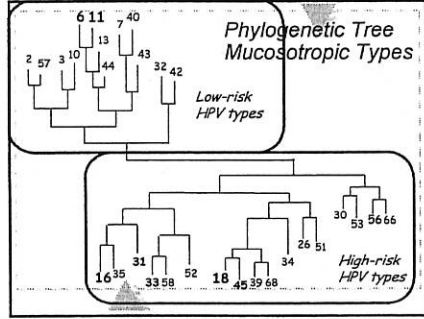 6 11 7 40
Phylogenetic Tree
Mucosotropic Types
13
2 57 3 10 44 43 32 42
Low-risk
HPV types
30 53 56 66
26 51
31 34
16 35 33 58 52 18 45 39 68
High-risk
HPV types